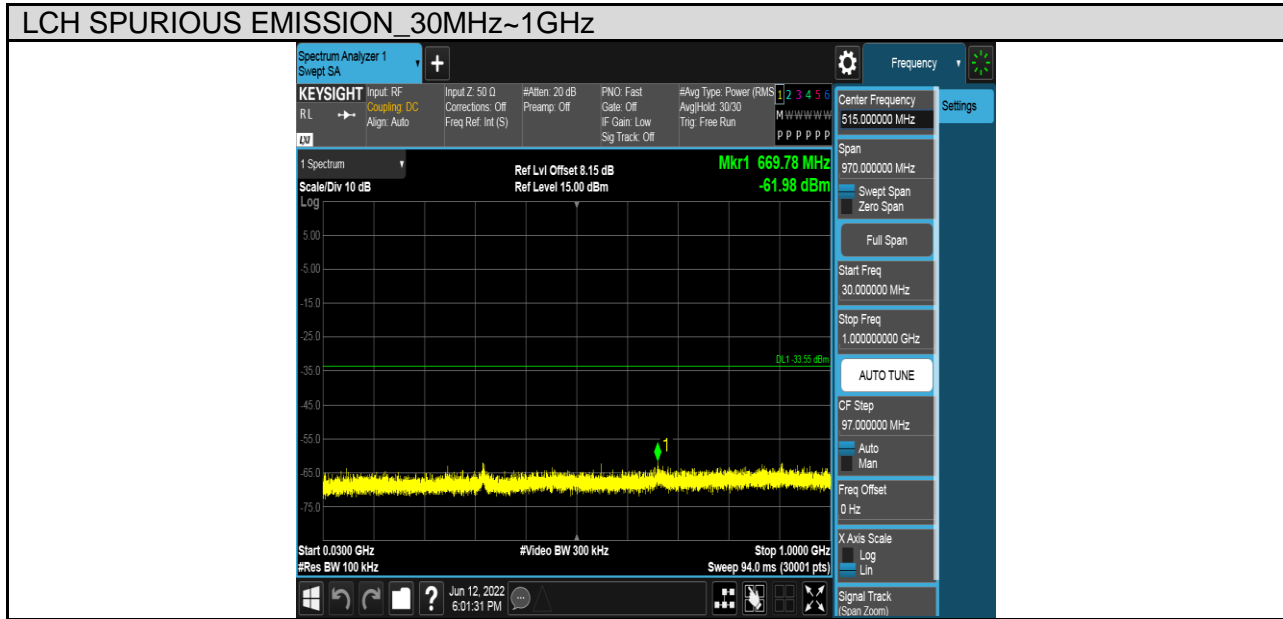 LCH SPURIOUS EMISSION_30MHz~1GHz
Spectrum Analyzer 1
Swept SA
+
Frequency
KEYSIGHT
RL
LXI
Input: RF
Coupling: DC
Align: Auto
Input Z: 50 Ω
Corrections: Off
Freq Ref: Int (S)
#Atten: 20 dB
Preamp: Off
PNO: Fast
Gate: Off
IF Gain: Low
Sig Track: Off
#Avg Type: Power (RMS
Avg|Hold: 30/30
Trig: Free Run
1 2 3 4 5 6
M W W W W W
P P P P P P
1 Spectrum
Scale/Div 10 dB
Log
Ref Lvl Offset 8.15 dB
Ref Level 15.00 dBm
Mkr1 669.78 MHz
-61.98 dBm
5.00
-5.00
-15.0
-25.0
DL1 -33.55 dBm
-35.0
-45.0
-55.0
1
-65.0
-75.0
Start 0.0300 GHz
#Res BW 100 kHz
#Video BW 300 kHz
Stop 1.0000 GHz
Sweep 94.0 ms (30001 pts)
?
Jun 12, 2022
6:01:31 PM
Center Frequency
515.000000 MHz
Settings
Span
970.000000 MHz
Swept Span
Zero Span
Full Span
Start Freq
30.000000 MHz
Stop Freq
1.000000000 GHz
AUTO TUNE
CF Step
97.000000 MHz
Auto
Man
Freq Offset
0 Hz
X Axis Scale
Log
Lin
Signal Track
(Span Zoom)